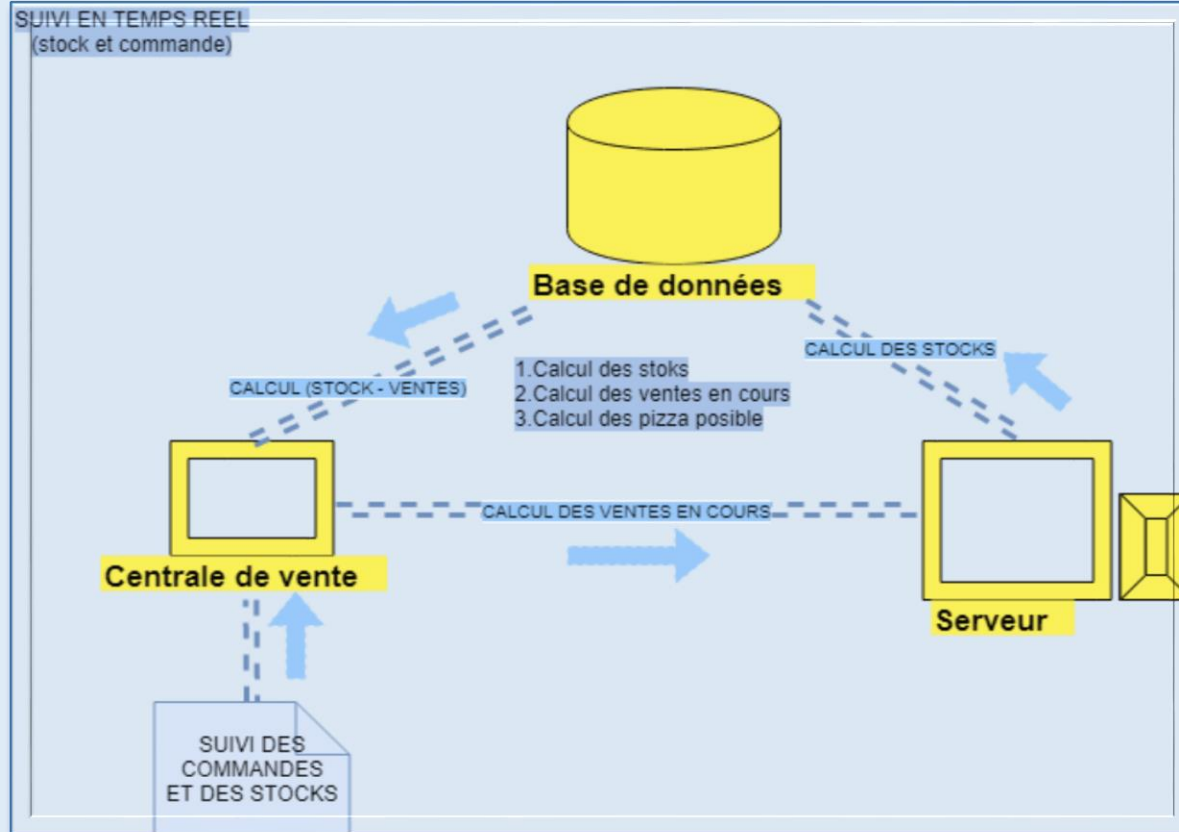 SUIVI EN TEMPS REEL
(stock et commande)
Base de données
CALCUL DES STOCKS
CALCUL (STOCK - VENTES)
1.Calcul des stoks
2.Calcul des ventes en cours
3.Calcul des pizza posible
CALCUL DES VENTES EN COURS
Centrale de vente
Serveur
SUIVI DES
COMMANDES
ET DES STOCKS